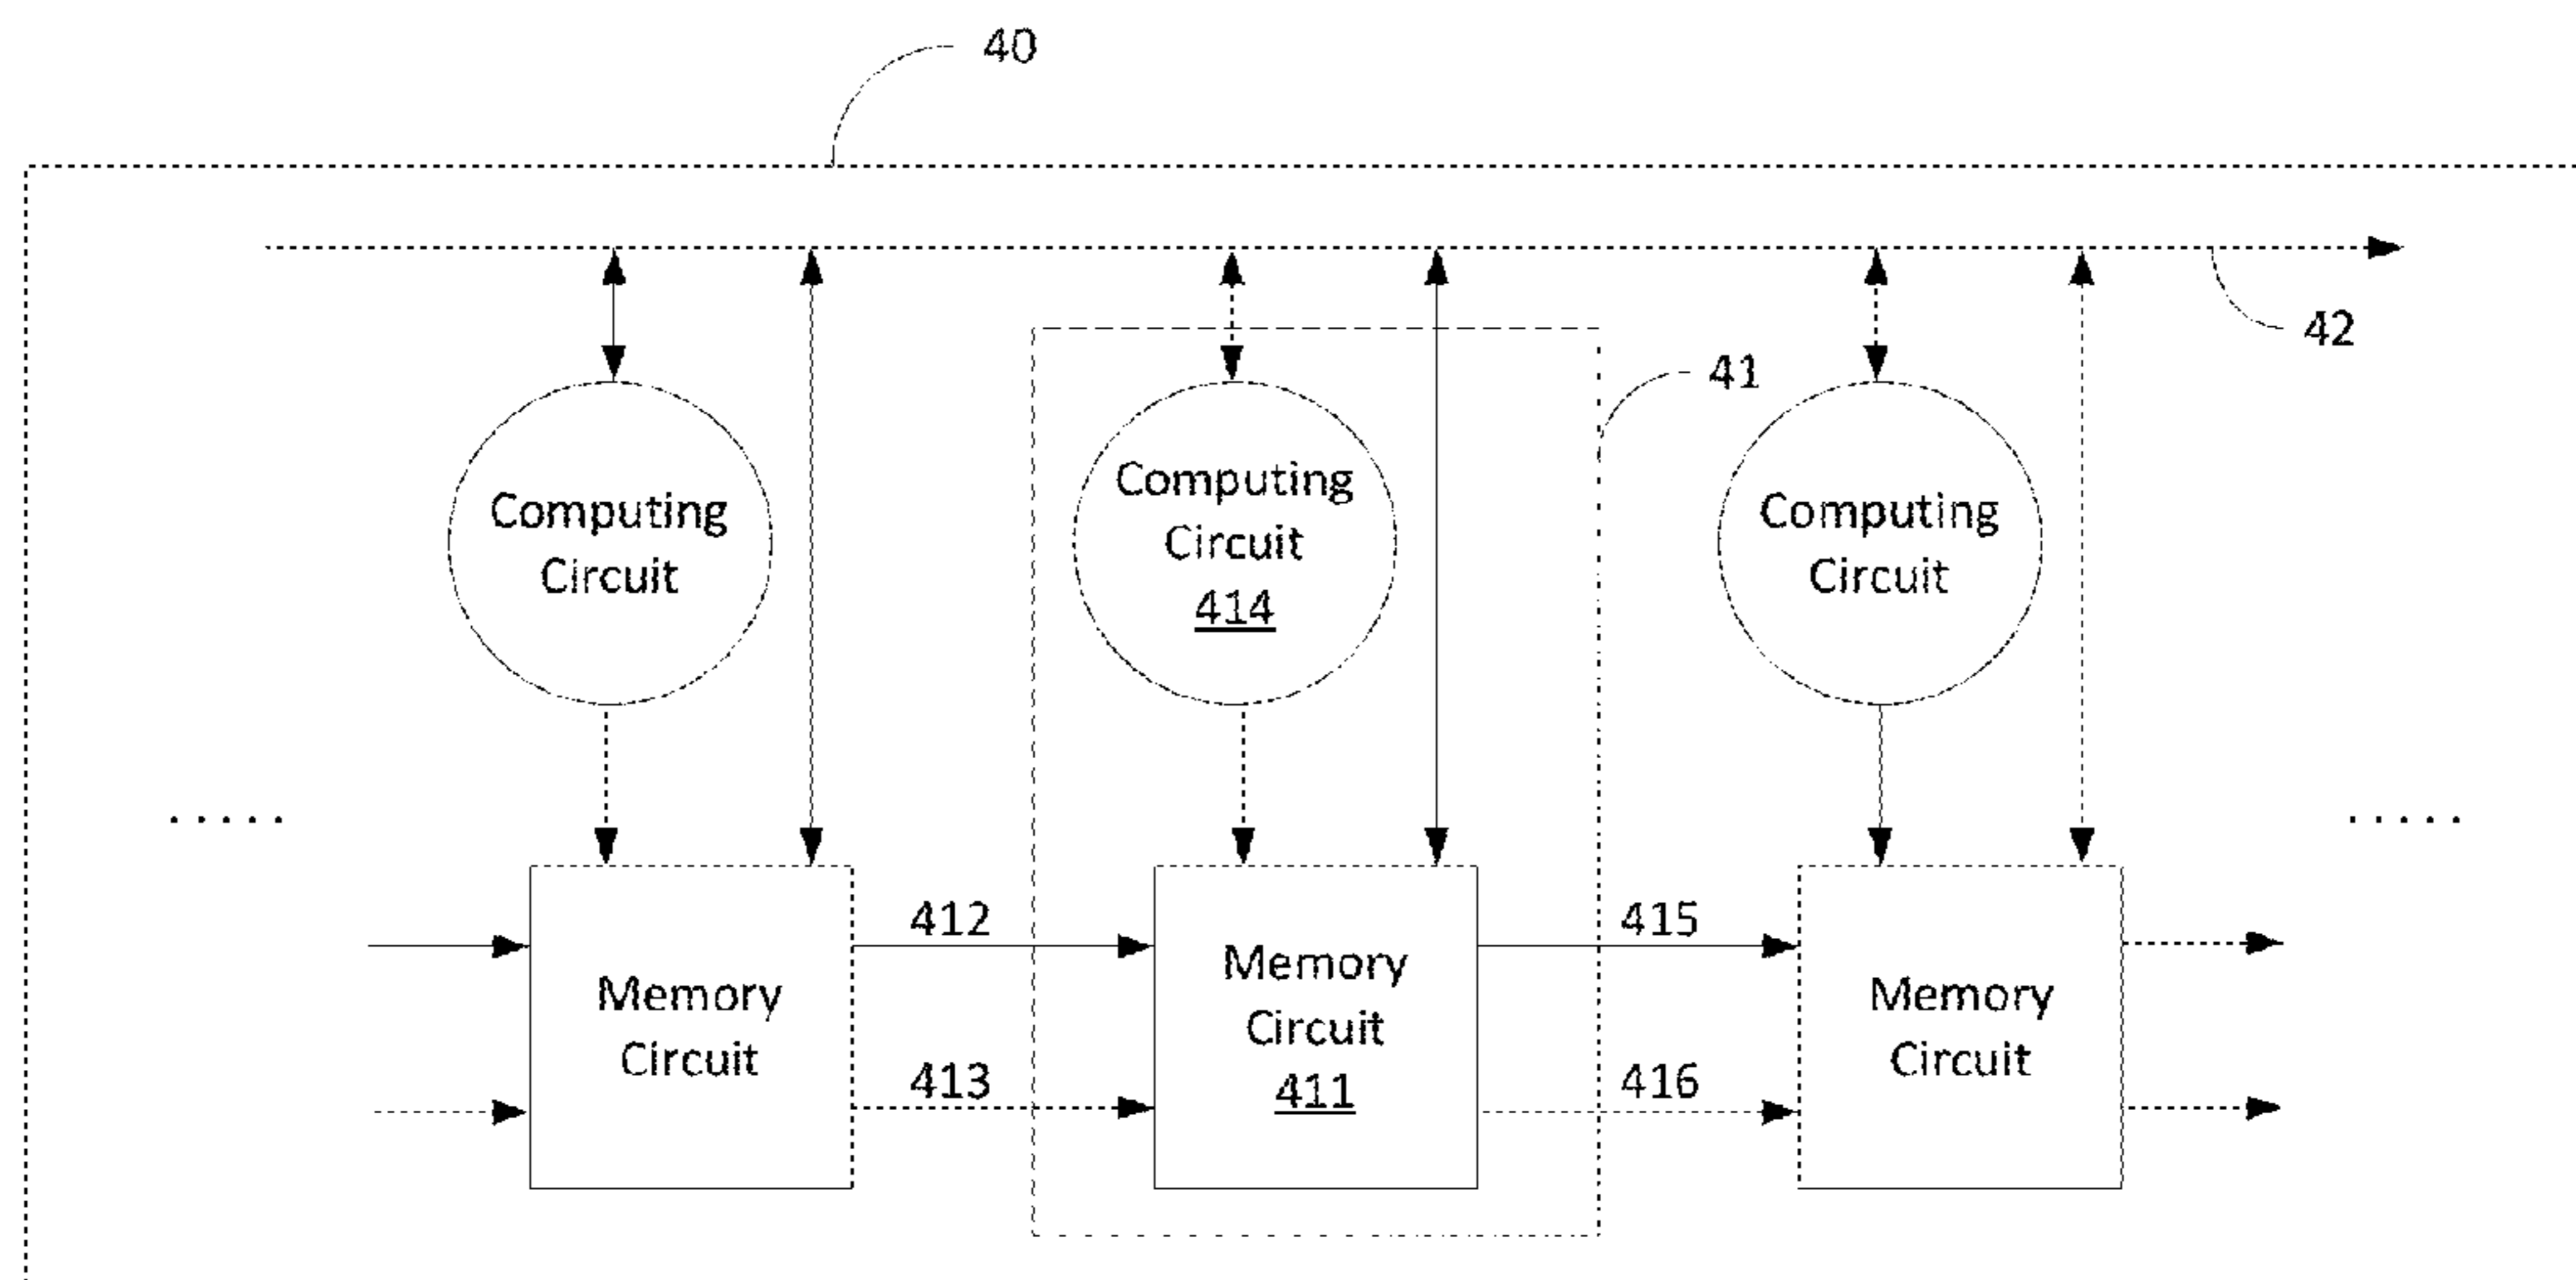 40
42
41
Computing
Circuit
Computing
Circuit
414
Computing
Circuit
.....
.....
412
415
Memory
Circuit
Memory
Circuit
411
Memory
Circuit
413
416